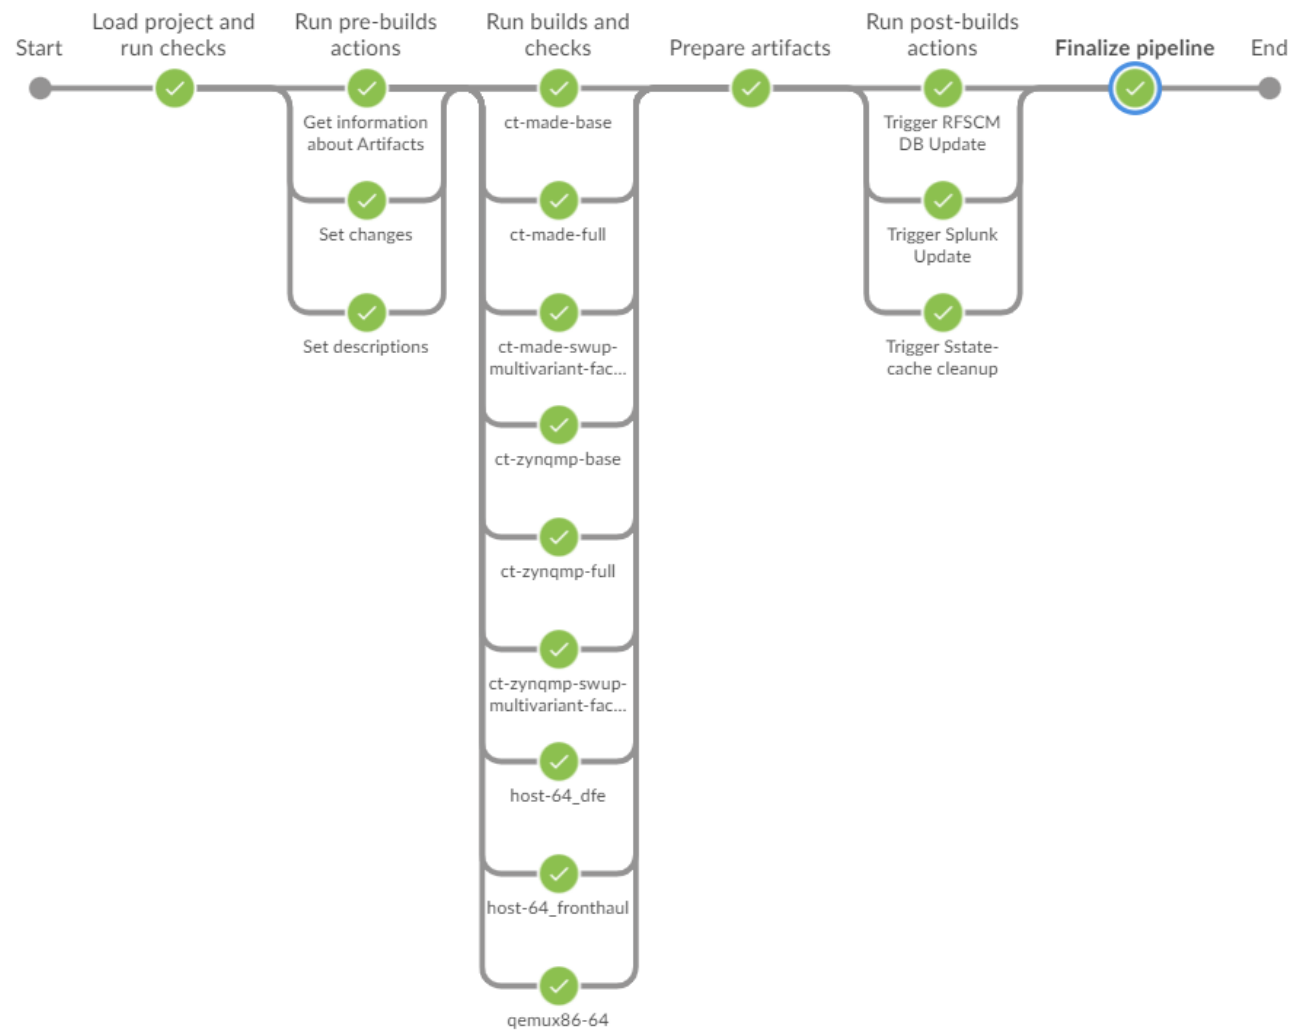 Start
Load project and
run checks
Run pre-builds
actions
Run builds and
checks
Prepare artifacts
Run post-builds
actions
Finalize pipeline
End
Get information
about Artifacts
Set changes
Set descriptions
ct-made-base
ct-made-full
ct-made-swup-
multivariant-fac...
ct-zynqmp-base
ct-zynqmp-full
ct-zynqmp-swup-
multivariant-fac...
host-64_dfe
host-64_fronthaul
qemux86-64
Trigger RFSCM
DB Update
Trigger Splunk
Update
Trigger Sstate-
cache cleanup